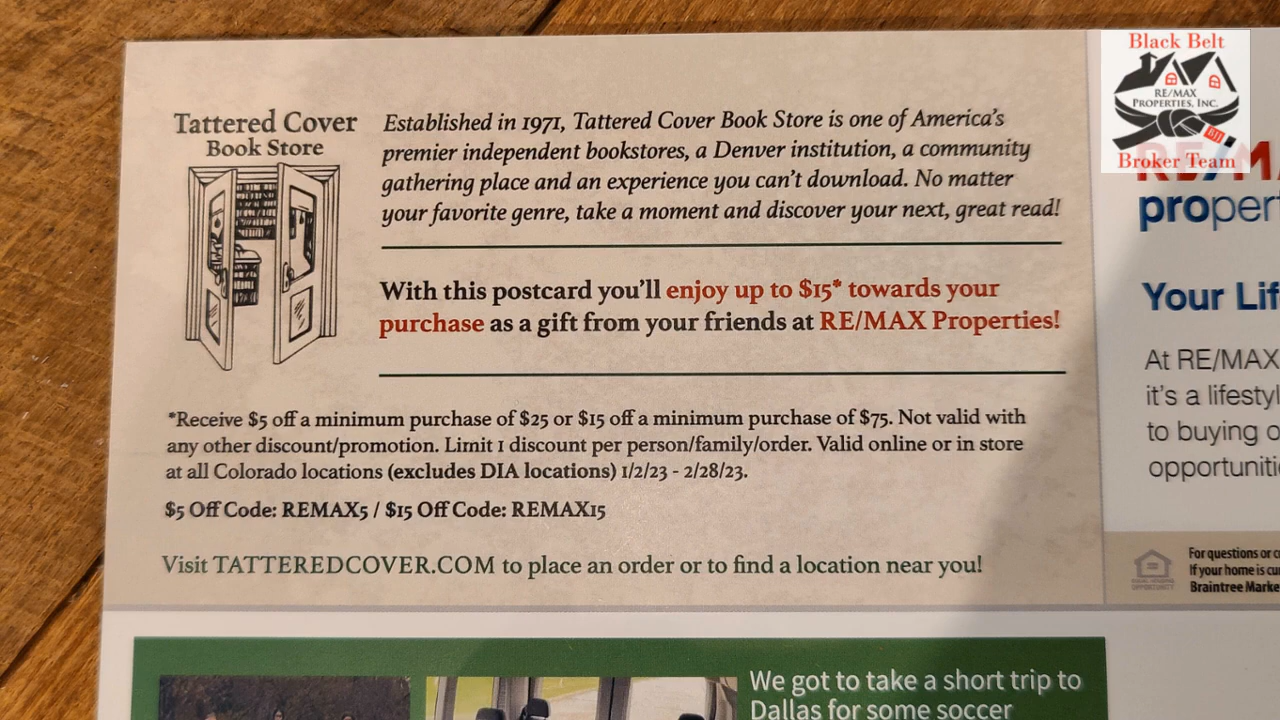 Tattered Cover
Book Store
Established in 1971, Tattered Cover Book Store is one of America's
premier independent bookstores, a Denver institution, a community
gathering place and an experience you can't download. No matter
your favorite genre, take a moment and discover your next, great read!
With this postcard you'll enjoy up to $15* towards your
purchase as a gift from your friends at RE/MAX Properties!
*Receive $5 off a minimum purchase of $25 or $15 off a minimum purchase of $75. Not valid with
any other discount/promotion. Limit 1 discount per person/family/order. Valid online or in store
at all Colorado locations (excludes DIA locations) 1/2/23 - 2/28/23.
$5 Off Code: REMAX5 / $15 Off Code: REMAX15
Visit TATTEREDCOVER.COM to place an order or to find a location near you!
Black Belt
RE/MAX
PROPERTIES, INC.
BTI
Broker Team
propert
Your Lif
At RE/MAX
it's a lifestyl
to buying o
opportuniti
For questions or c
If your home is cur
Braintree Marke
We got to take a short trip to
Dallas for some soccer